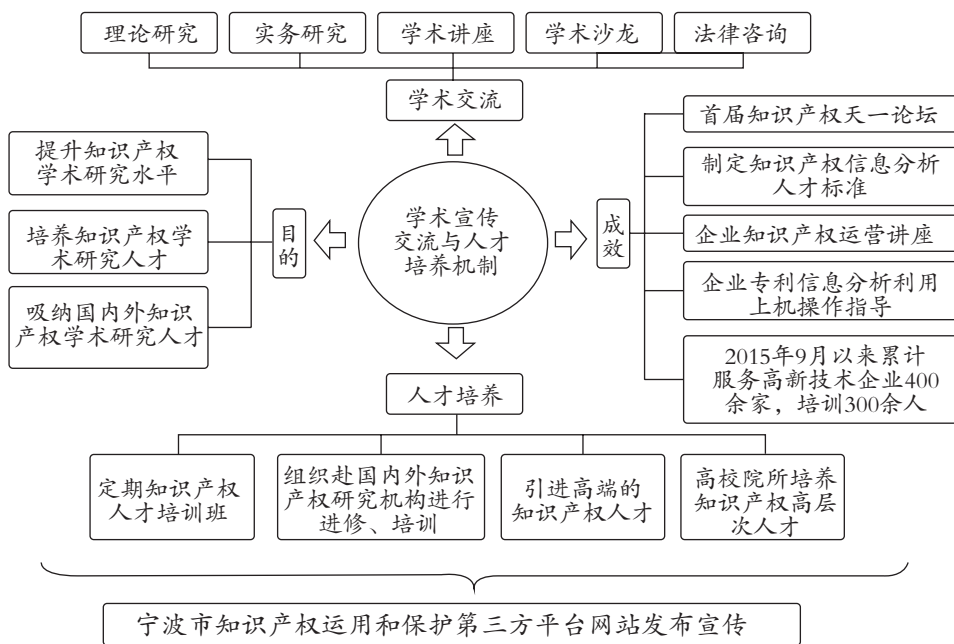 理论研究
实务研究
学术讲座
学术沙龙
法律咨询
学术交流
提升知识产权
学术研究水平
培养知识产权学
术研究人才
吸纳国内外知识
产权学术研究人才
目的
学术宣传
交流与人才
培养机制
成效
首届知识产权天一论坛
制定知识产权信息分析
人才标准
企业知识产权运营讲座
企业专利信息分析利用
上机操作指导
2015年9月以来累计
服务高新技术企业400
余家，培训300余人
人才培养
定期知识产权
人才培训班
组织赴国内外知识
产权研究机构进行
进修、培训
引进高端的
知识产权人才
高校院所培养
知识产权高层
次人才
宁波市知识产权运用和保护第三方平台网站发布宣传